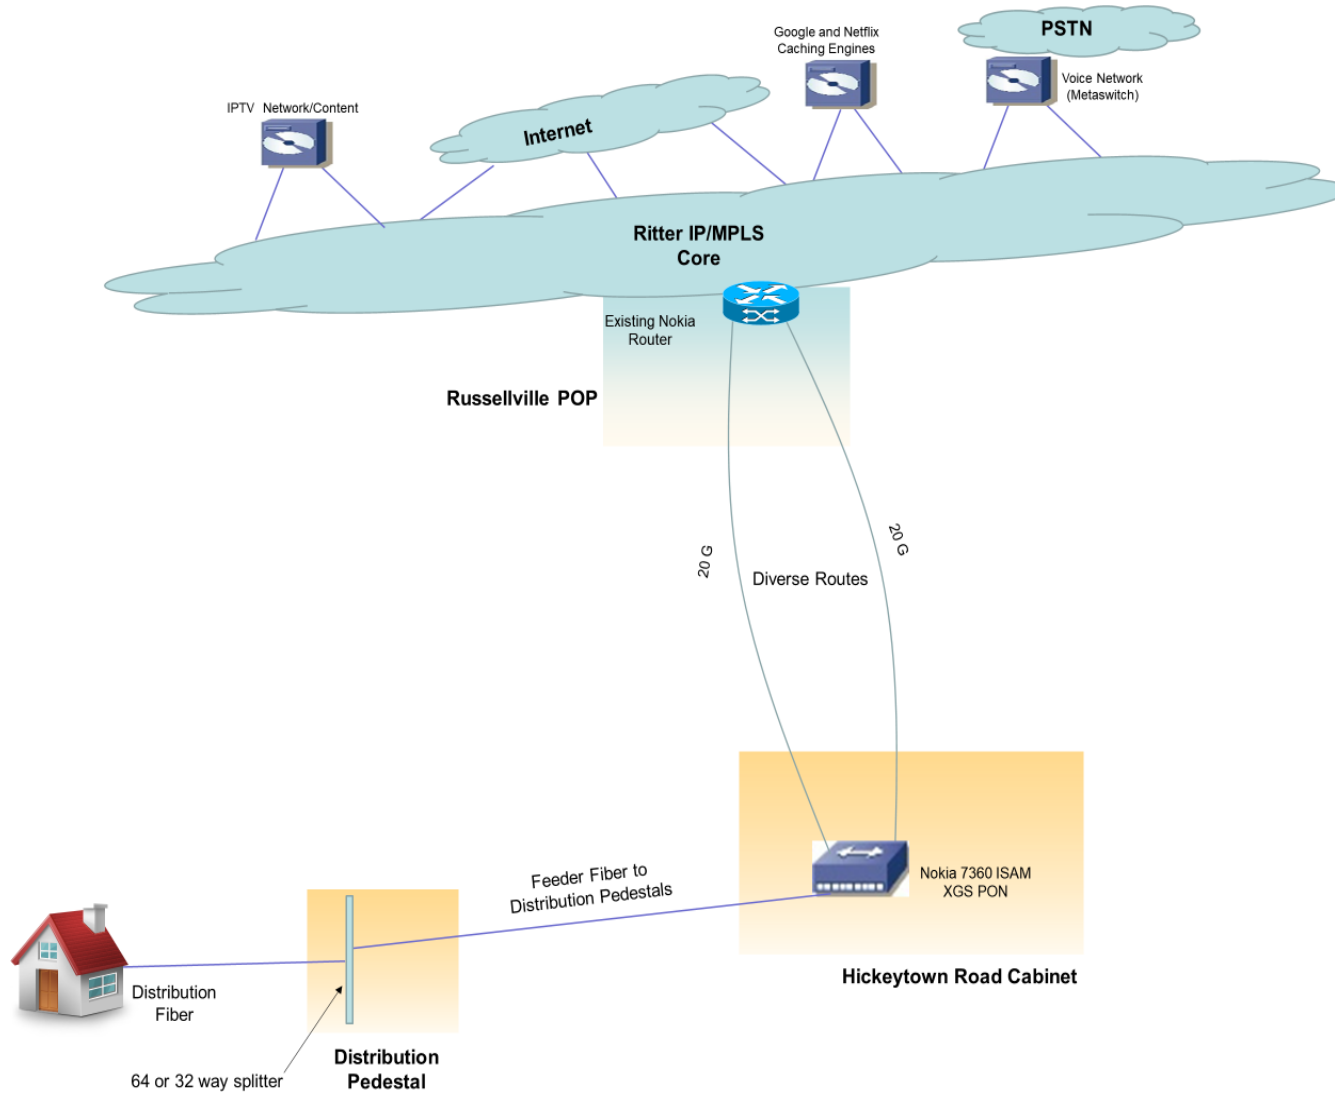 PSTN
Google and Netflix
Caching Engines
Voice Network
(Metaswitch)
IPTV Network/Content
Internet
Ritter IP/MPLS
Core
Existing Nokia
Router
Russellville POP
20 G
20 G
Diverse Routes
Feeder Fiber to
Distribution Pedestals
Nokia 7360 ISAM
XGS PON
Hickeytown Road Cabinet
Distribution
Fiber
Distribution
Pedestal
64 or 32 way splitter